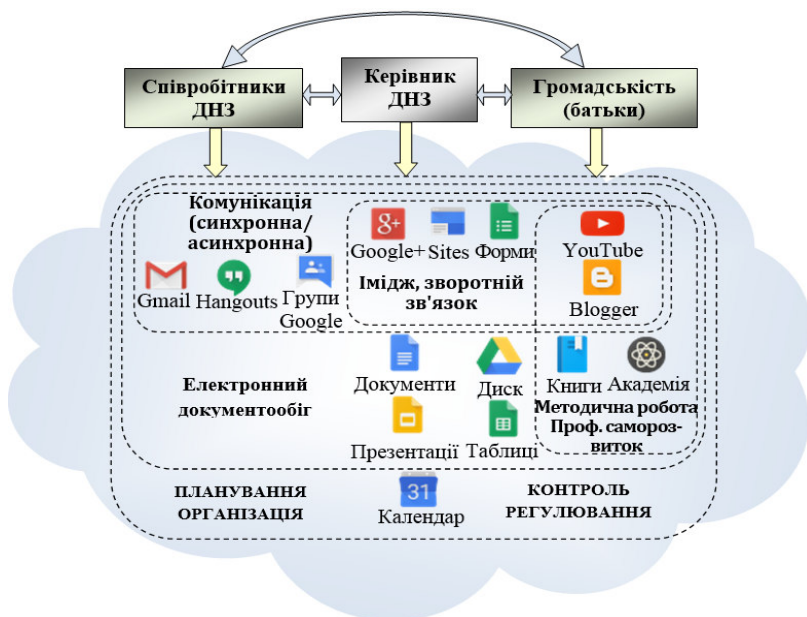 Співробітники
ДНЗ
Керівник
ДНЗ
Громадськість
(батьки)
Комунікація
(синхронна/
асинхронна)
Gmail
Hangouts
Групи
Google
g+
Google+
Sites
Форми
Імідж, зворотній
зв'язок
YouTube
Blogger
Електронний
документообіг
Документи
Диск
Презентації
Таблиці
Книги
Академія
Методична робота
Проф. самороз-
виток
ПЛАНУВАННЯ
ОРГАНІЗАЦІЯ
31
Календар
КОНТРОЛЬ
РЕГУЛЮВАННЯ